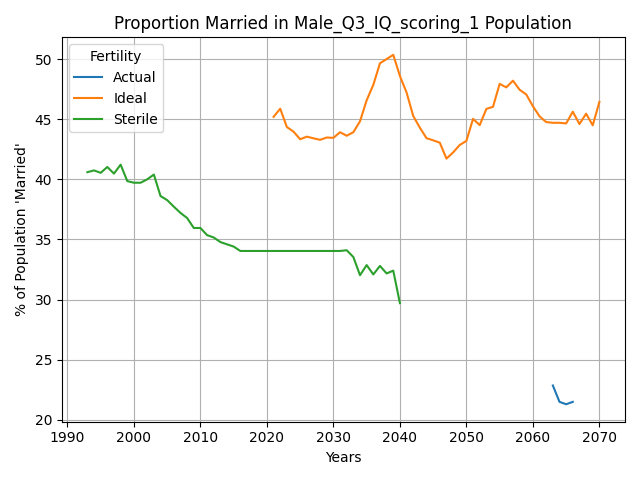 Proportion Married in Male_Q3_IQ_scoring_1 Population
% of Population 'Married'
50
45
40
35
30
25
20
Fertility
Actual
Ideal
Sterile
1990 2000 2010 2020 2030 2040 2050 2060 2070
Years